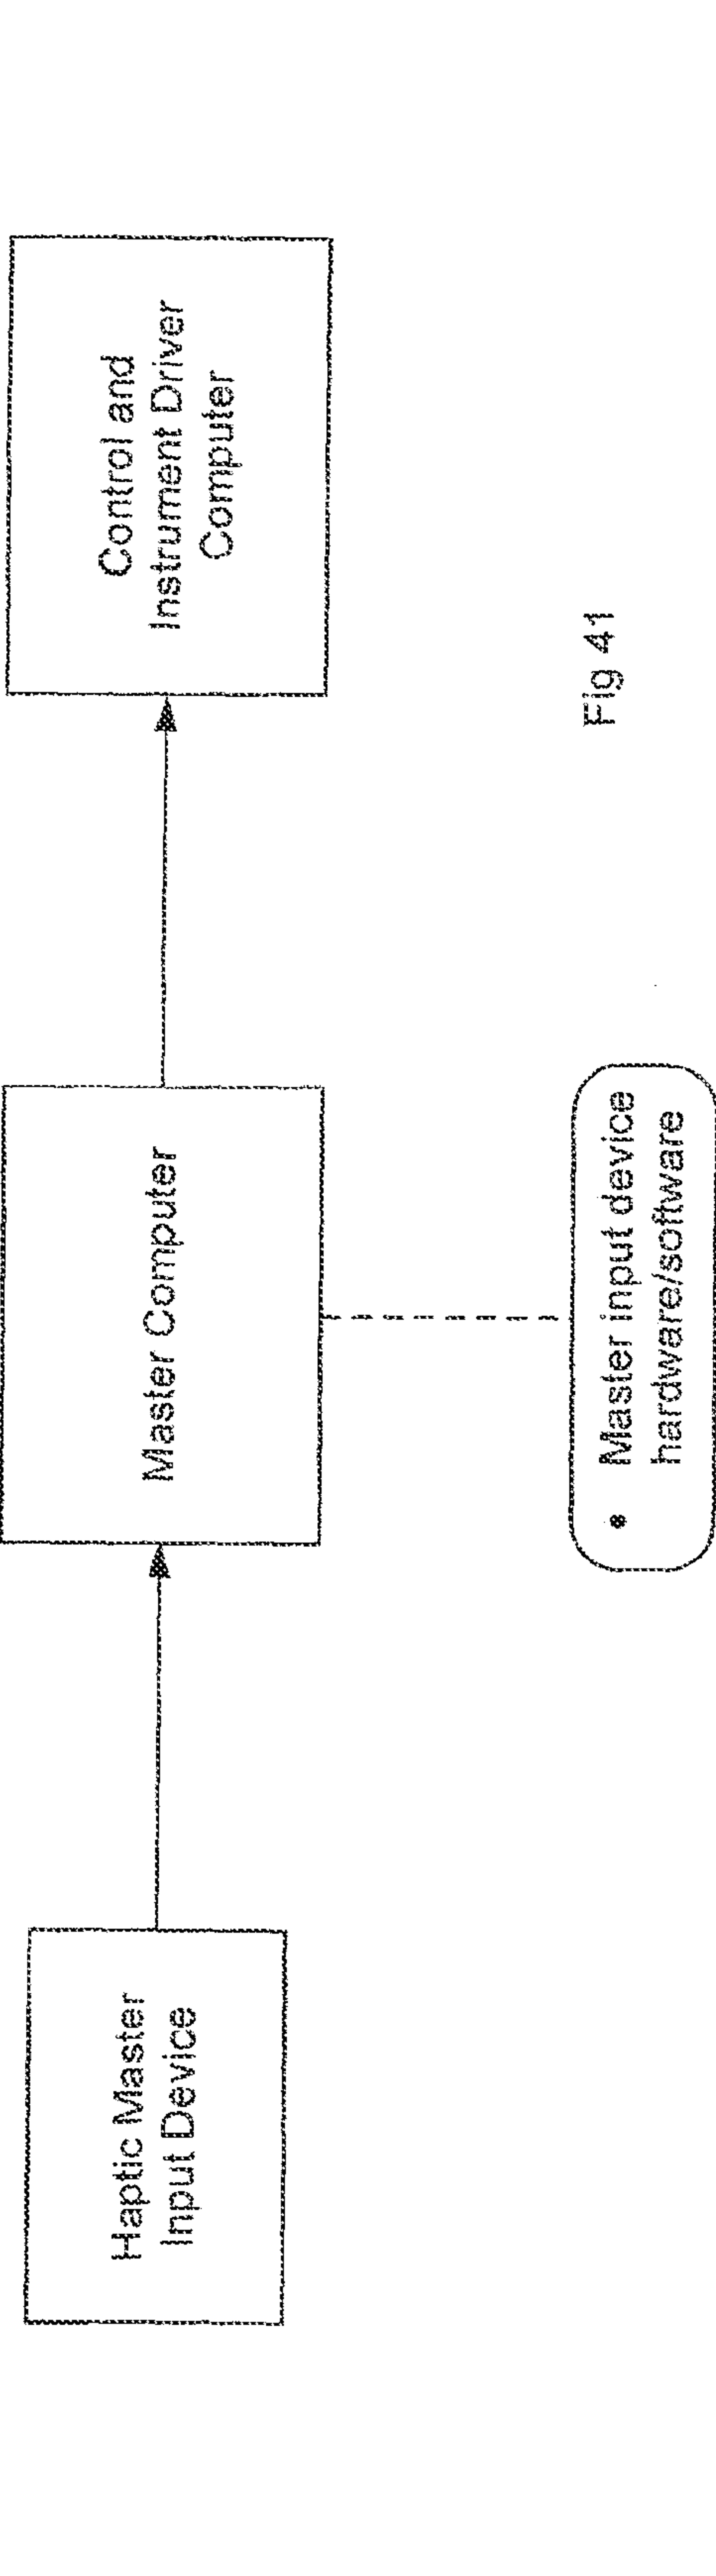 Haptic Master
Input Device
Master Computer
Control and
Instrument Driver
Computer
• Master input device
hardware/software
Fig 41